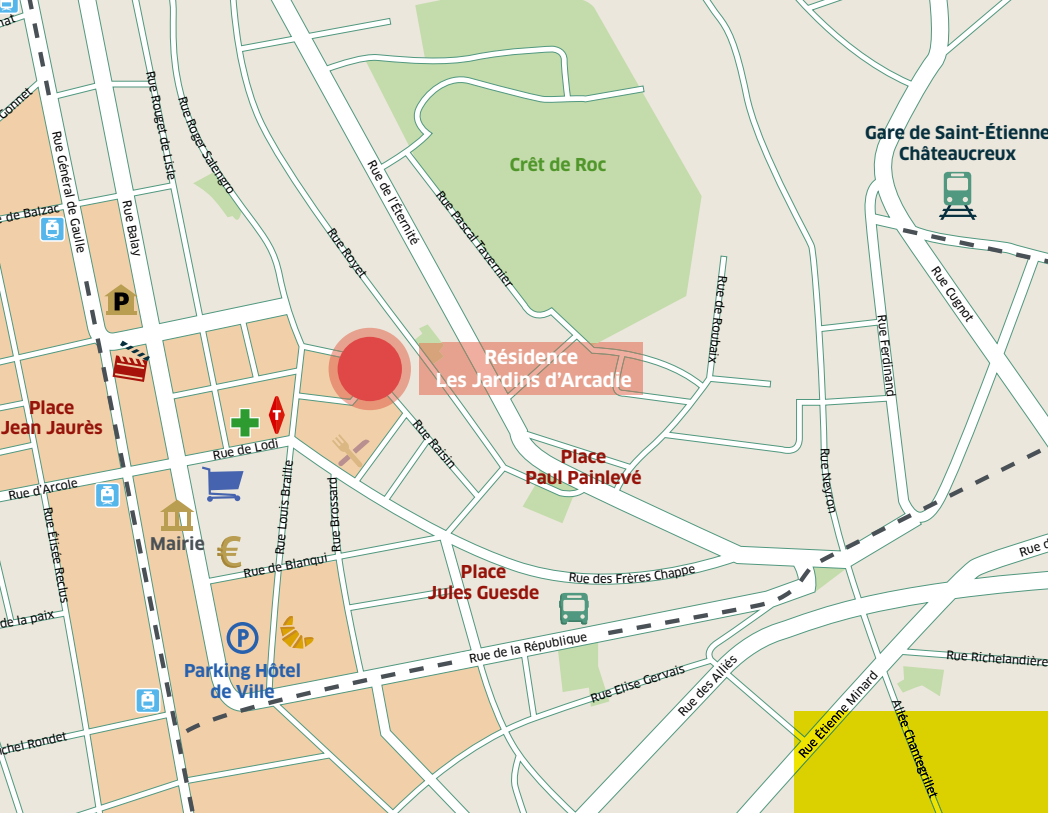 nat
Gonnet
Rue Général de Gaulle
Rue Rouget de Lisle
Rue Roger Salengro
Rue de l'Éternité
Crêt de Roc
Gare de Saint-Étienne
Châteaucreux
e de Balzac
Rue Balay
Rue Royet
Rue Pascal Tavernier
Rue de Roubaix
Rue Cugnot
Rue Ferdinand
P
Résidence
Les Jardins d'Arcadie
Place
Jean Jaurès
T
Rue de Lodi
Rue Raisin
Place
Paul Painlevé
Rue d'Arcole
Rue Neyron
Rue Louis Braille
Rue Brossard
Rue Élisée Reclus
Mairie
€
Rue de Blanqui
Place
Jules Guesde
Rue des Frères Chappe
Rue d
de la paix
P
Parking Hôtel
de Ville
Rue de la République
Rue Elise Gervais
Rue des Alliés
Rue Richelandière
Rue Étienne Minard
Allée Chantegrillet
chel Rondet